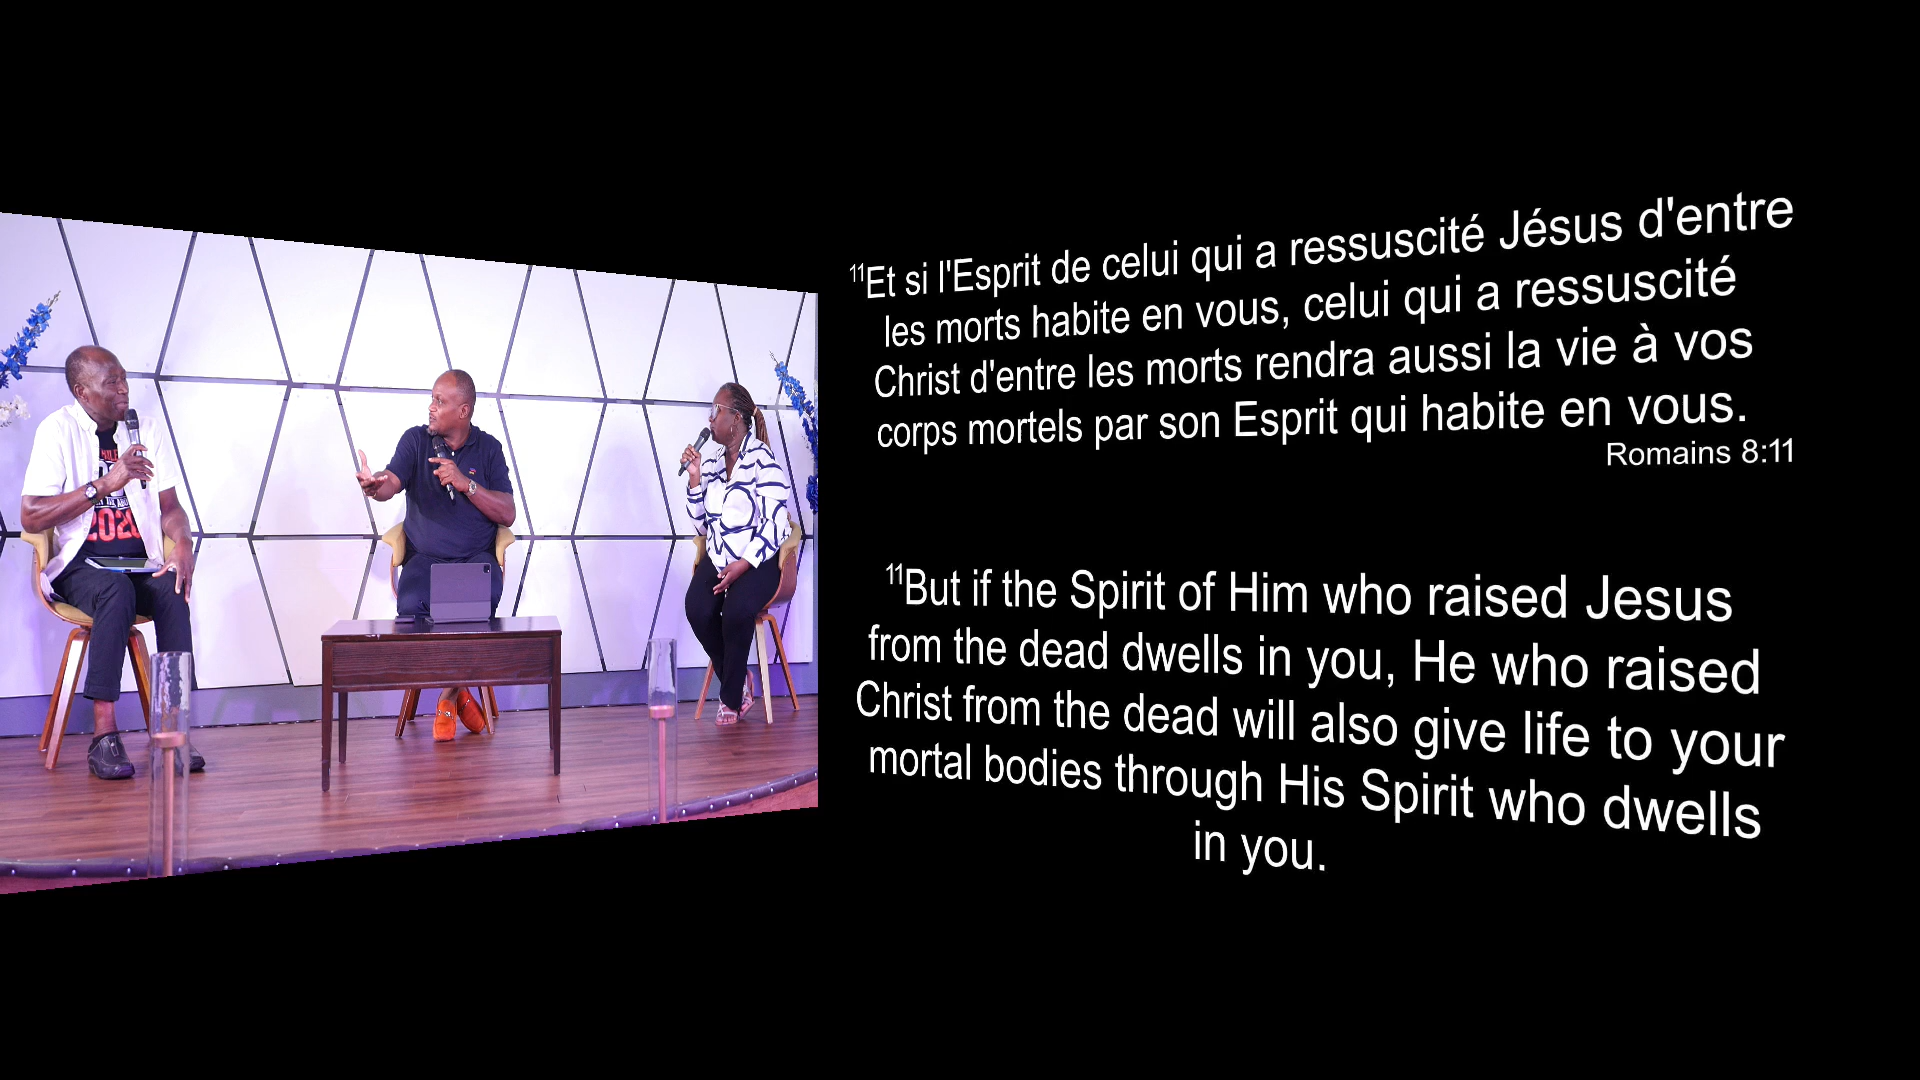 ¹¹Et si l'Esprit de celui qui a ressuscité Jésus d'entre
les morts habite en vous, celui qui a ressuscité
Christ d'entre les morts rendra aussi la vie à vos
corps mortels par son Esprit qui habite en vous.
Romains 8:11
¹¹But if the Spirit of Him who raised Jesus
from the dead dwells in you, He who raised
Christ from the dead will also give life to your
mortal bodies through His Spirit who dwells
in you.